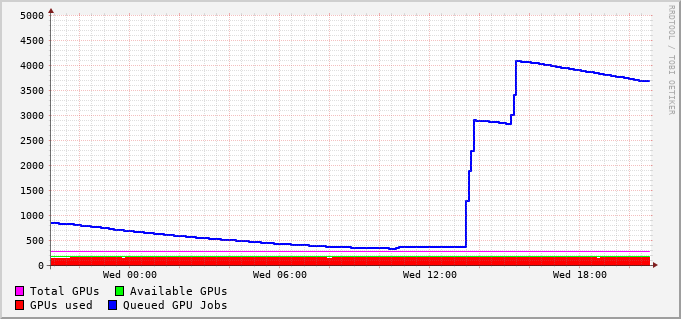 5000
4500
4000
3500
3000
2500
2000
1500
1000
500
0
Wed 00:00 Wed 06:00 Wed 12:00 Wed 18:00
Total GPUs Available GPUs
GPUs used Queued GPU Jobs
RRDTOOL / TOBI OETIKER